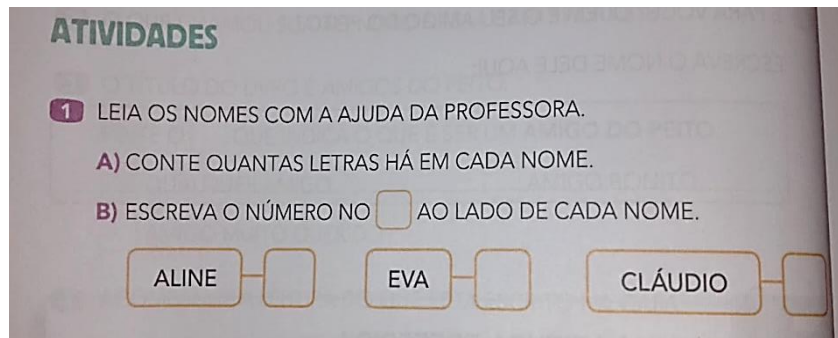 ATIVIDADES
1 LEIA OS NOMES COM A AJUDA DA PROFESSORA.
A) CONTE QUANTAS LETRAS HÁ EM CADA NOME.
B) ESCREVA O NÚMERO NO AO LADO DE CADA NOME.
ALINE EVA CLÁUDIO